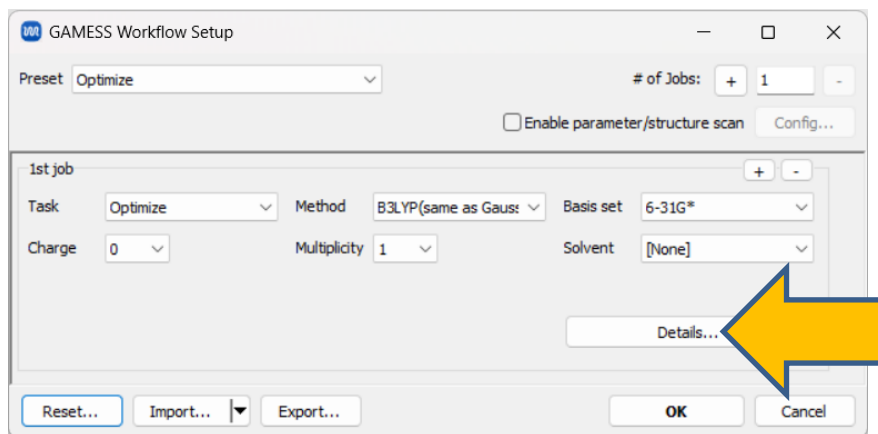 GAMESS Workflow Setup
Preset Optimize # of Jobs: + 1 -
Enable parameter/structure scan Config...
1st job + -
Task Optimize Method B3LYP(same as Gauss Basis set 6-31G*
Charge 0 Multiplicity 1 Solvent [None]
Details...
Reset... Import... Export... OK Cancel